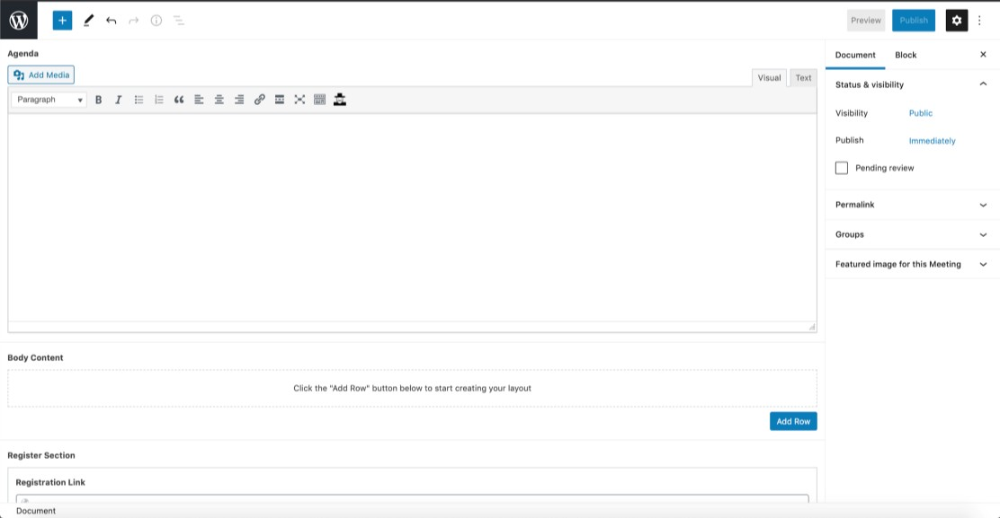 Preview
Publish
Agenda
Add Media
Visual
Text
Paragraph
B
I
Document
Block
Status & visibility
Visibility
Public
Publish
Immediately
Pending review
Permalink
Groups
Featured image for this Meeting
Body Content
Click the "Add Row" button below to start creating your layout
Add Row
Register Section
Registration Link
Document